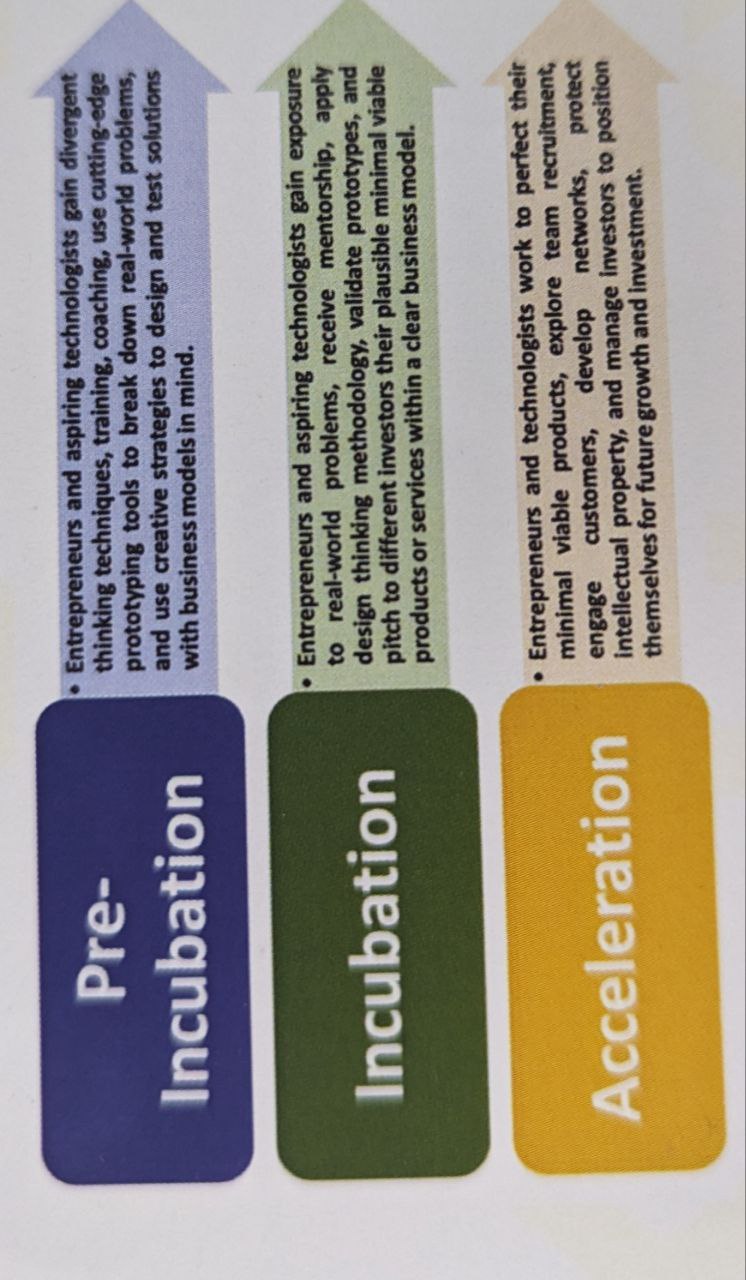 Pre-
Incubation
• Entrepreneurs and aspiring technologists gain divergent
thinking techniques, training, coaching, use cutting-edge
prototyping tools to break down real-world problems,
and use creative strategies to design and test solutions
with business models in mind.
Incubation
• Entrepreneurs and aspiring technologists gain exposure
to real-world problems, receive mentorship, apply
design thinking methodology, validate prototypes, and
pitch to different investors their plausible minimal viable
products or services within a clear business model.
Acceleration
• Entrepreneurs and technologists work to perfect their
minimal viable products, explore team recruitment,
engage customers, develop networks, protect
intellectual property, and manage investors to position
themselves for future growth and investment.